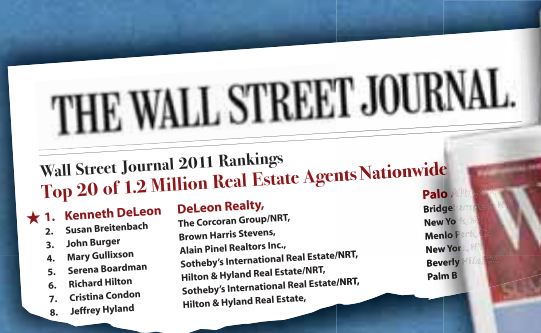 THE WALL STREET JOURNAL.
Wall Street Journal 2011 Rankings
Top 20 of 1.2 Million Real Estate Agents Nationwide
★ 1. Kenneth DeLeon DeLeon Realty, Palo
2. Susan Breitenbach The Corcoran Group/NRT, Bridge
3. John Burger Brown Harris Stevens, New Yo
4. Mary Gullixson Alain Pinel Realtors Inc., Menlo
5. Serena Boardman Sotheby's International Real Estate/NRT, New Yor
6. Richard Hilton Hilton & Hyland Real Estate/NRT, Beverly
7. Cristina Condon Sotheby's International Real Estate/NRT, Palm B
8. Jeffrey Hyland Hilton & Hyland Real Estate,
W